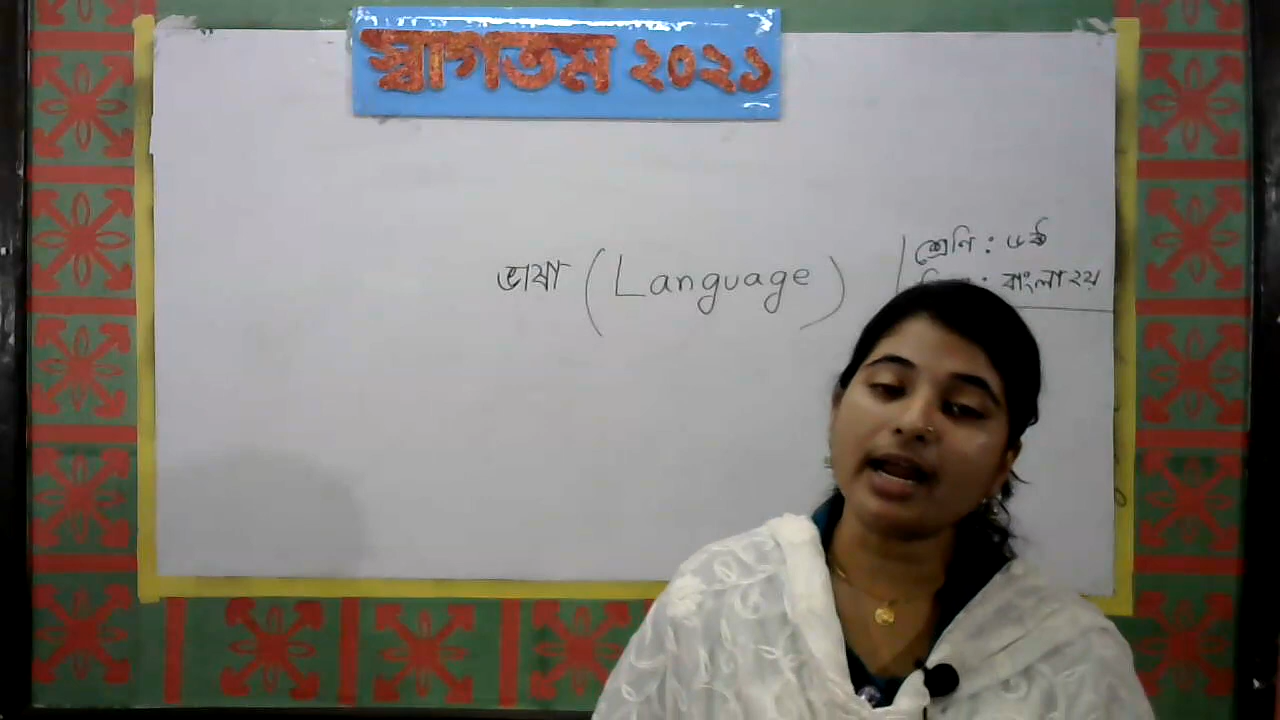 স্বাগতম ২০২১
ভাষা (Language)
শ্রেণি : ৬ষ্ঠ
: বাংলা ২য়